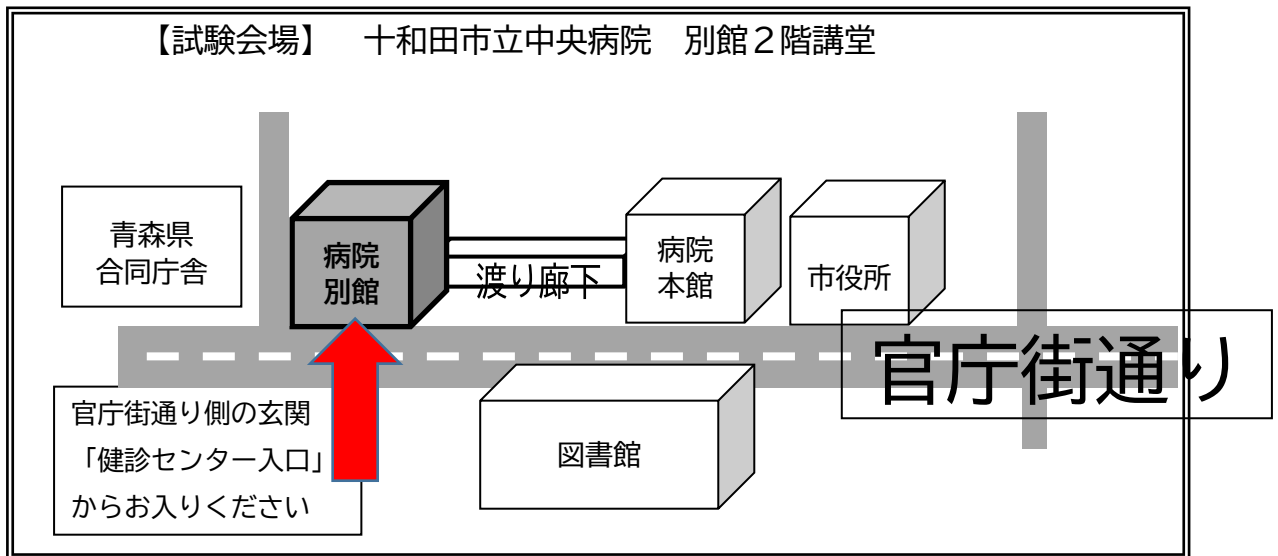 【試験会場】　十和田市立中央病院　別館２階講堂
青森県
合同庁舎
病院
別館
渡り廊下
病院
本館
市役所
官庁街通り
官庁街通り側の玄関
「健診センター入口」
からお入りください
図書館